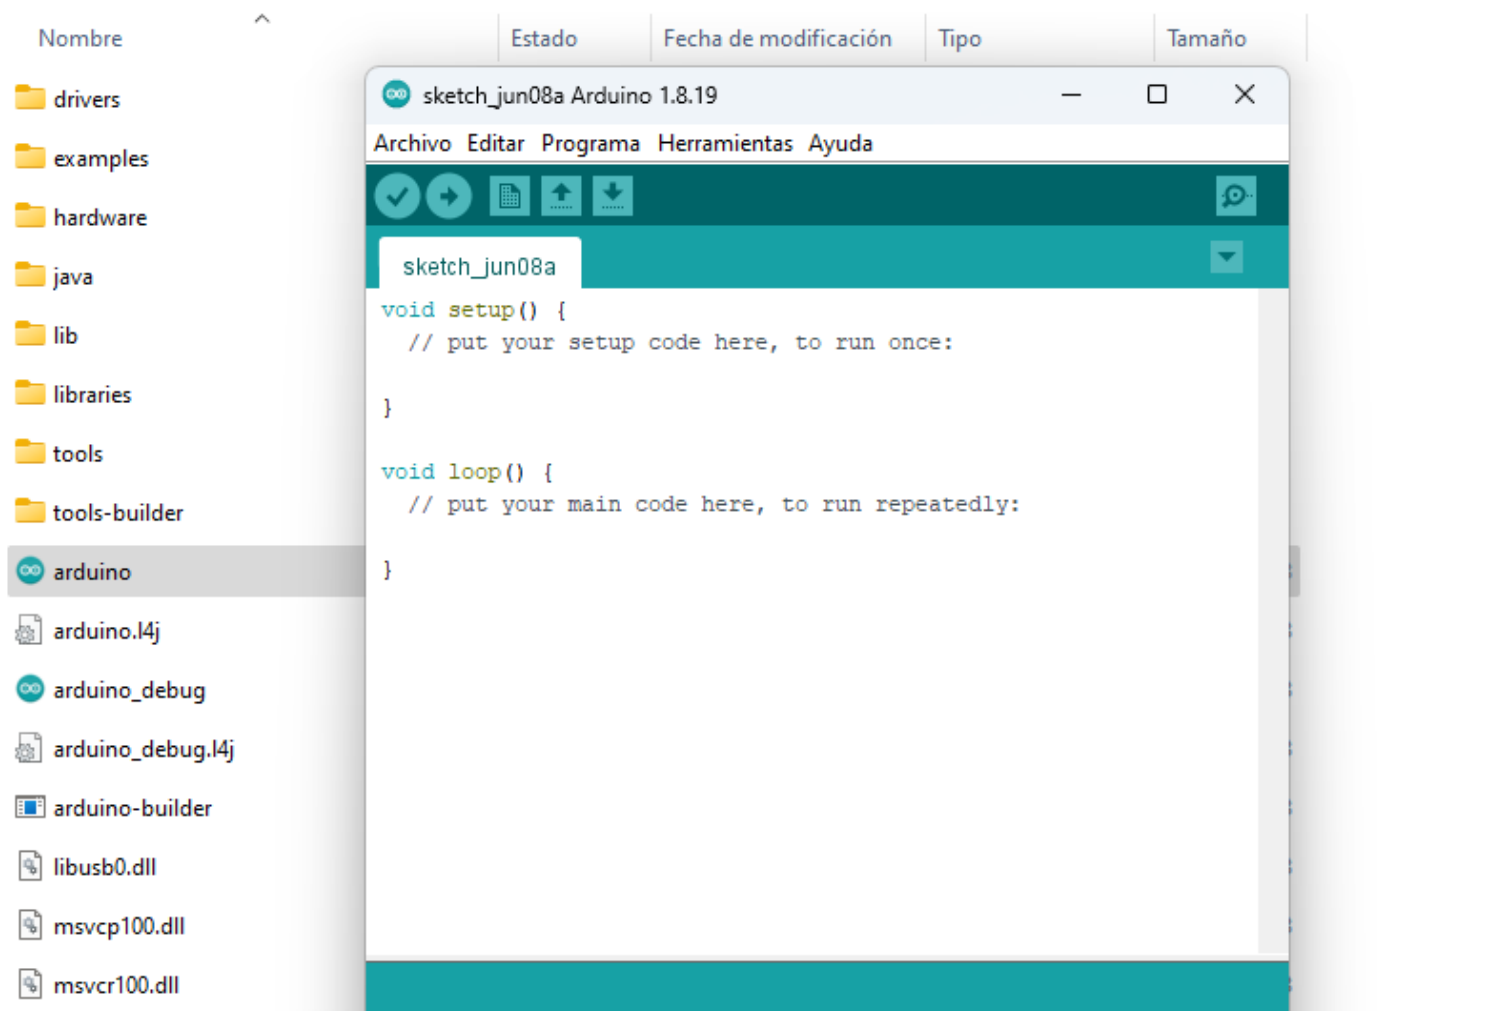 Nombre
Estado
Fecha de modificación
Tipo
Tamaño
drivers
examples
hardware
java
lib
libraries
tools
tools-builder
arduino
arduino.l4j
arduino_debug
arduino_debug.l4j
arduino-builder
libusb0.dll
msvcp100.dll
msvcr100.dll
sketch_jun08a Arduino 1.8.19
Archivo Editar Programa Herramientas Ayuda
sketch_jun08a
void setup() {
  // put your setup code here, to run once:
}
void loop() {
  // put your main code here, to run repeatedly:
}